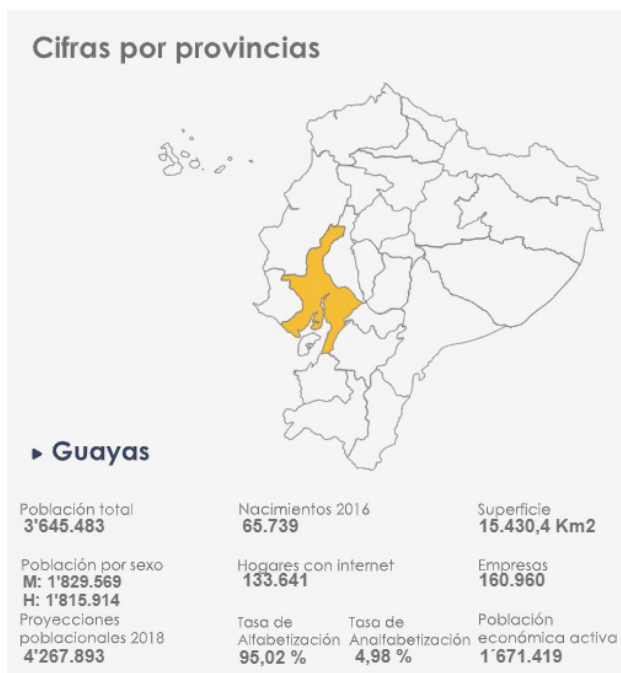 Cifras por provincias
Guayas
Población total
3'645.483
Nacimientos 2016
65.739
Superficie
15.430,4 Km2
Población por sexo
M: 1'829.569
H: 1'815.914
Hogares con internet
133.641
Empresas
160.960
Proyecciones
poblacionales 2018
4'267.893
Tasa de
Alfabetización
95,02 %
Tasa de
Analfabetización
4,98 %
Población
económica activa
1´671.419